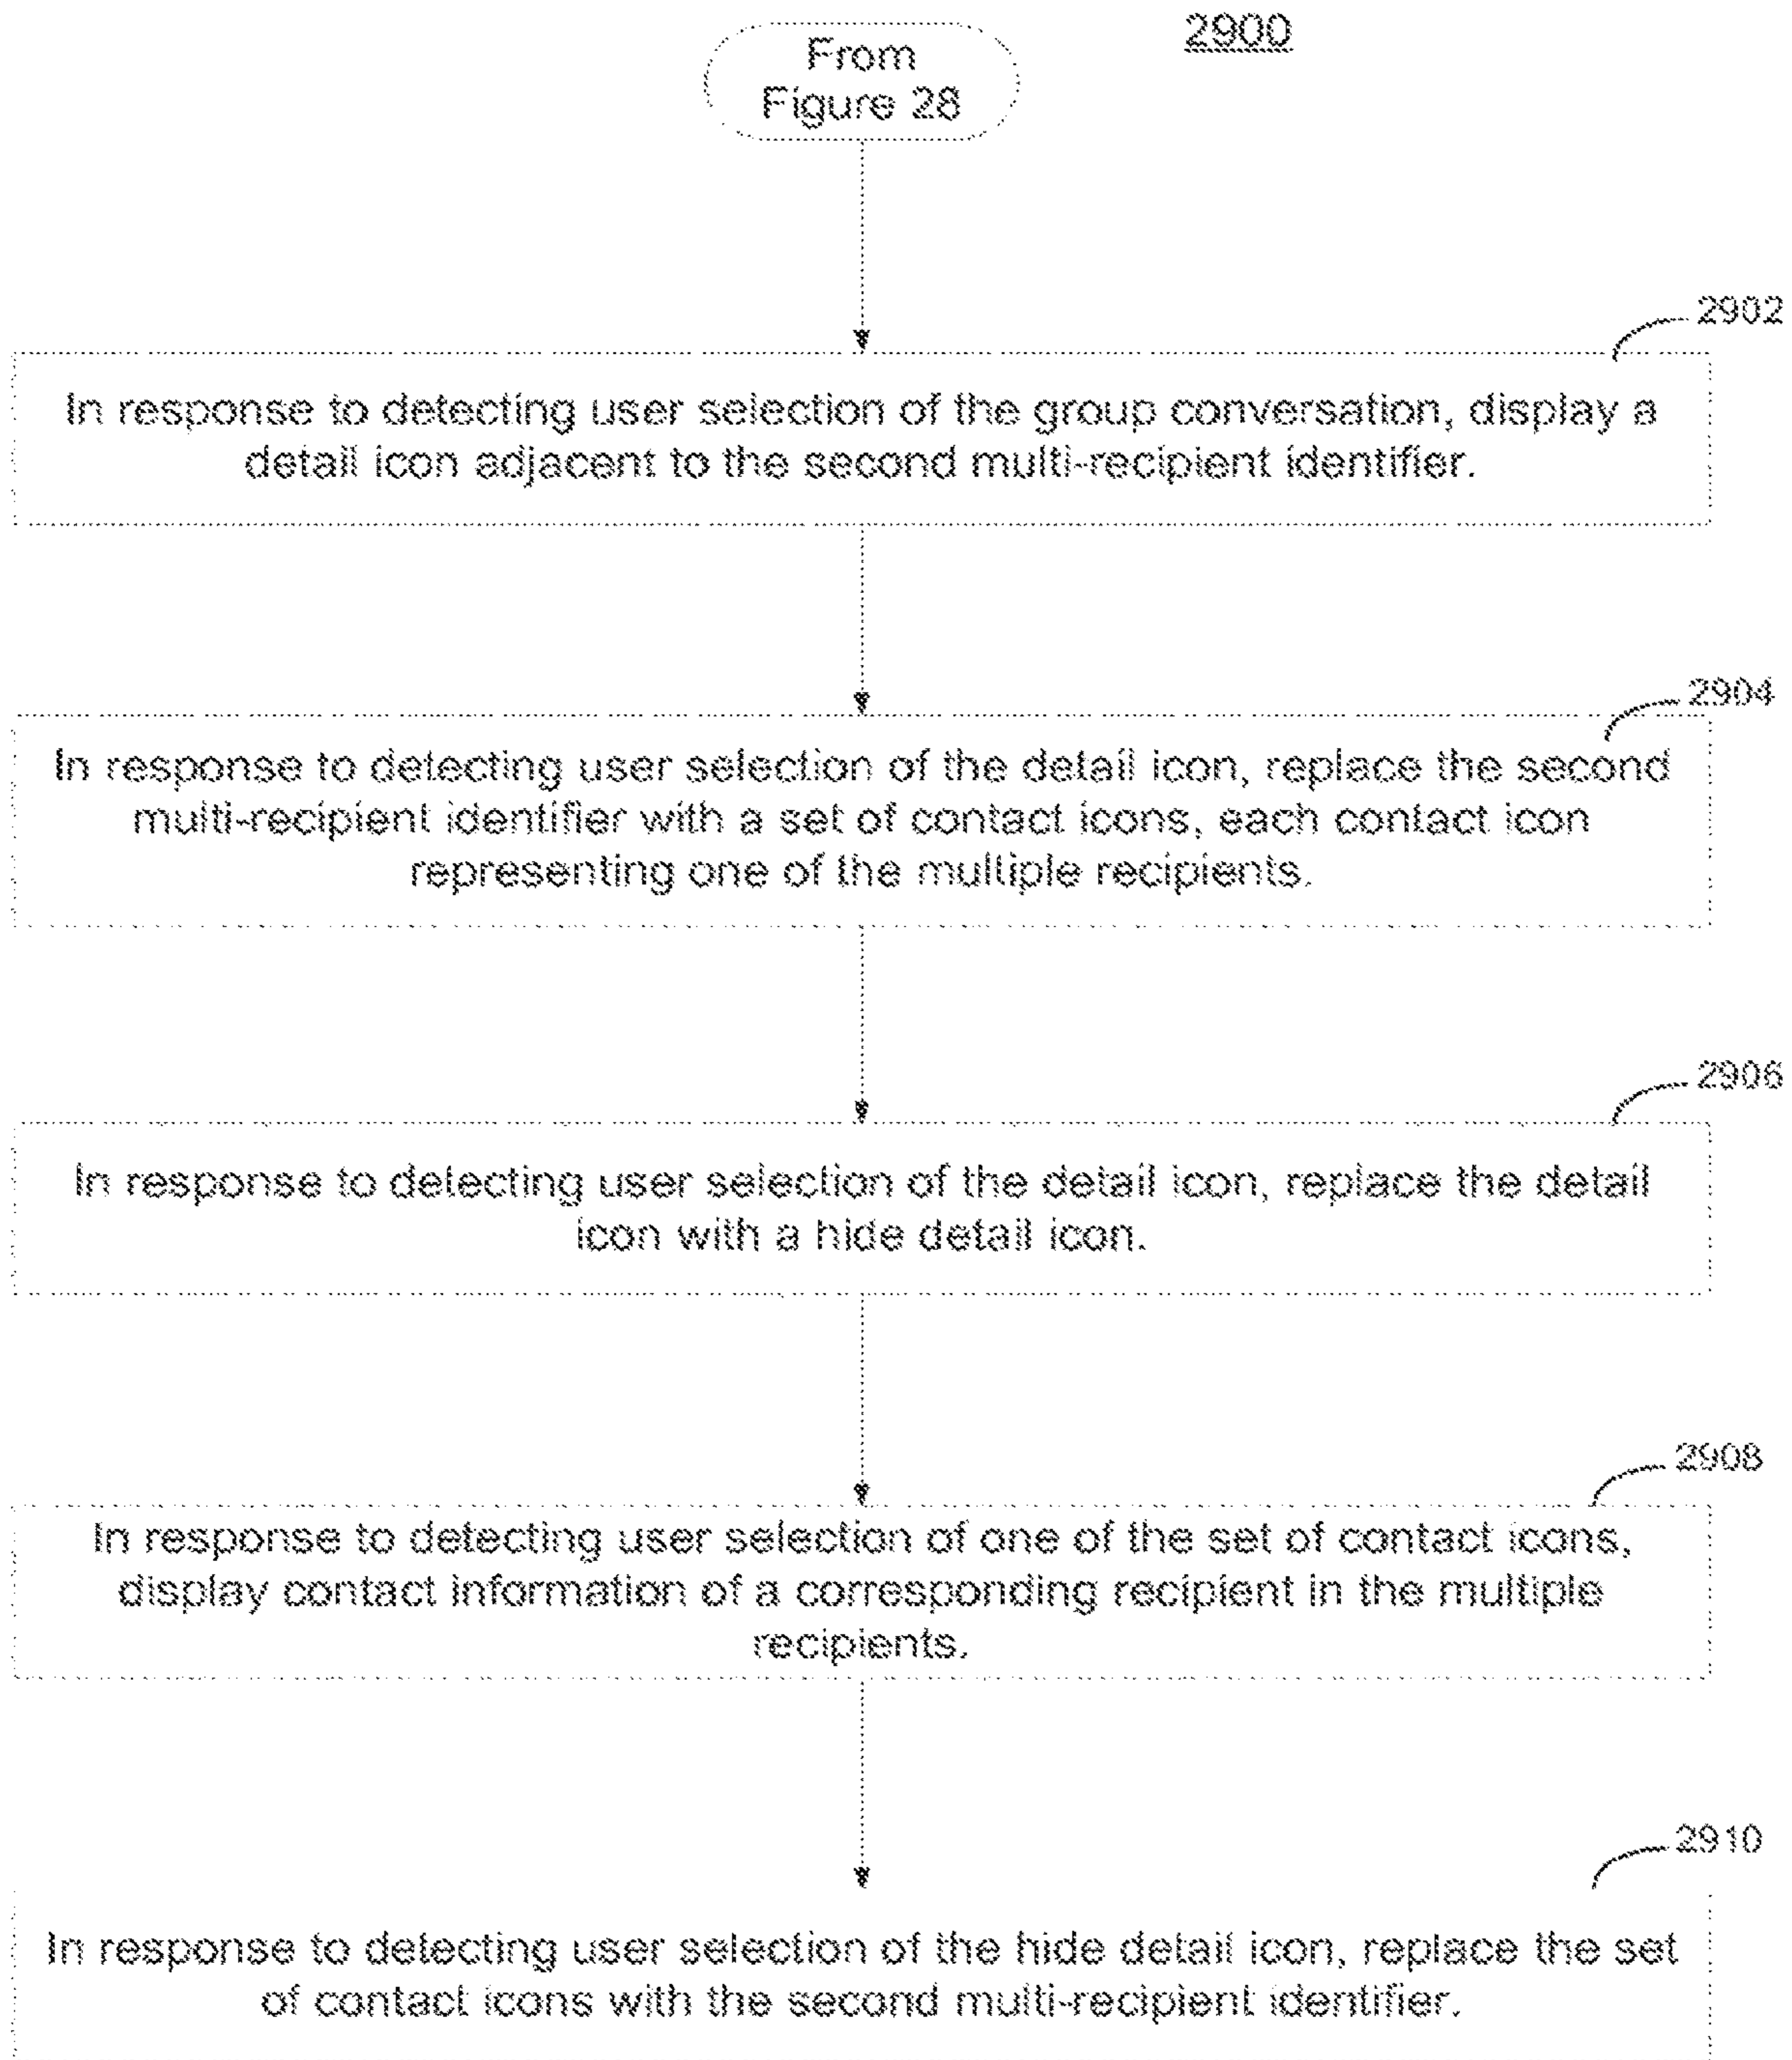 2900
From
Figure 28
2902
In response to detecting user selection of the group conversation, display a
detail icon adjacent to the second multi-recipient identifier.
2904
In response to detecting user selection of the detail icon, replace the second
multi-recipient identifier with a set of contact icons, each contact icon
representing one of the multiple recipients.
2906
In response to detecting user selection of the detail icon, replace the detail
icon with a hide detail icon.
2908
In response to detecting user selection of one of the set of contact icons,
display contact information of a corresponding recipient in the multiple
recipients.
2910
In response to detecting user selection of the hide detail icon, replace the set
of contact icons with the second multi-recipient identifier.